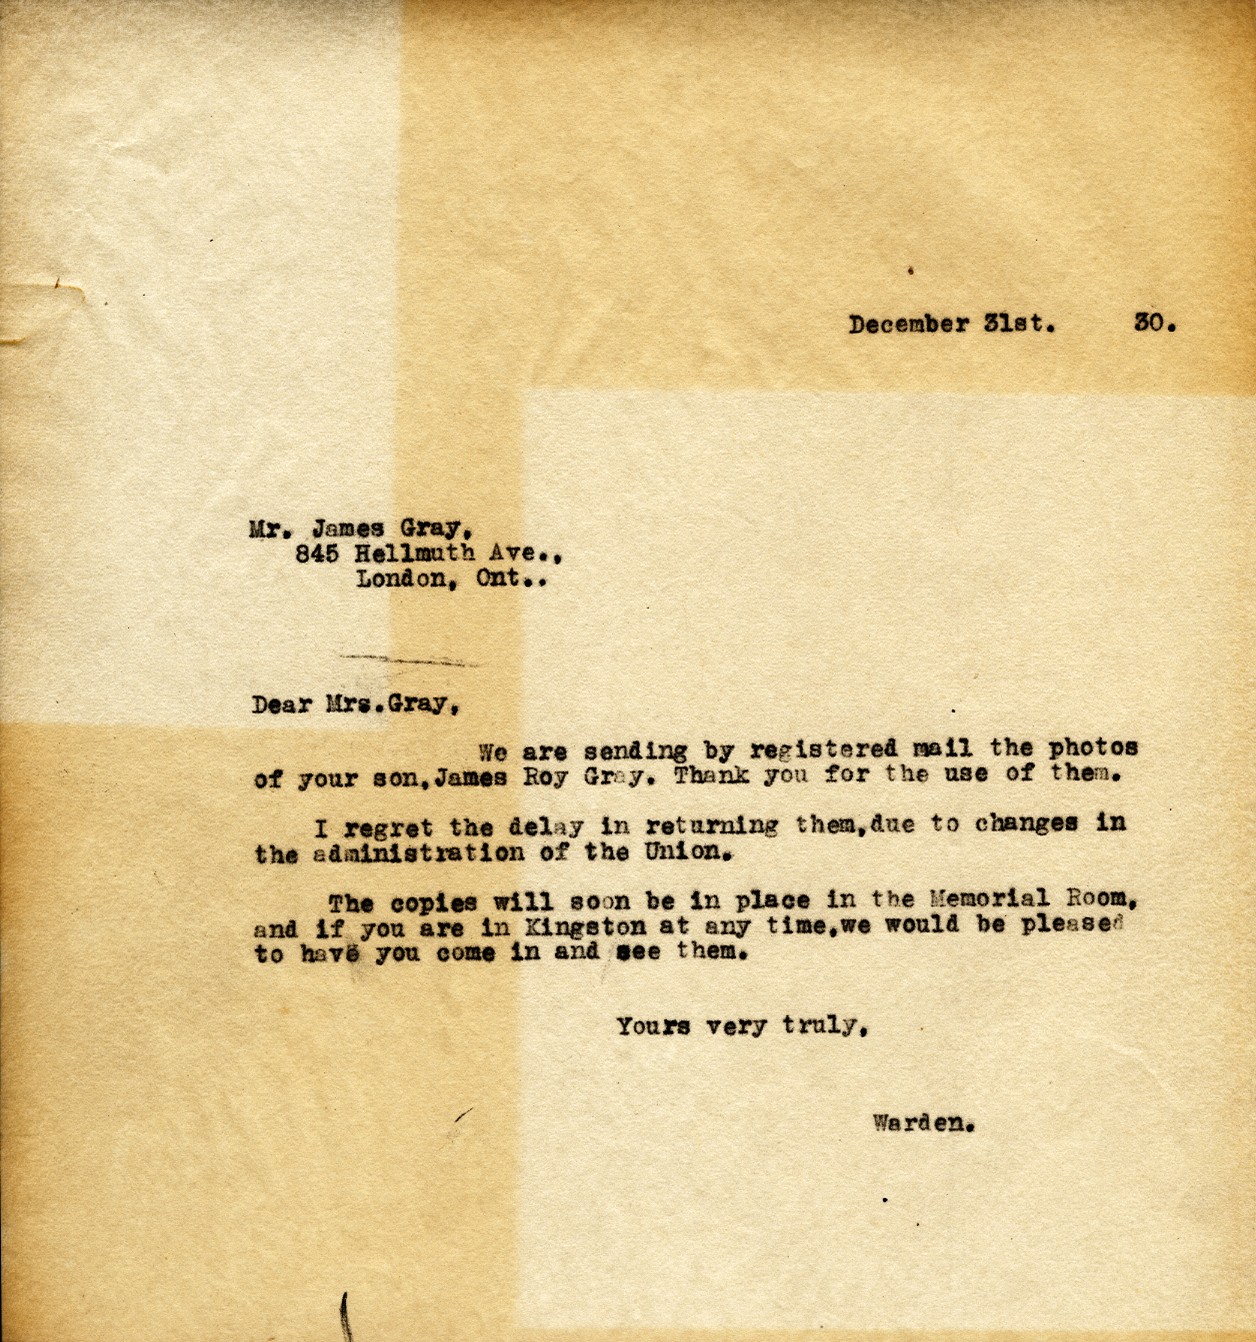 December 31st. 30.
Mr. James Gray,
845 Hellmuth Ave.,
London, Ont..
Dear Mrs.Gray,
We are sending by registered mail the photos
of your son,James Roy Gray. Thank you for the use of them.
I regret the delay in returning them,due to changes in
the administration of the Union.
The copies will soon be in place in the Memorial Room,
and if you are in Kingston at any time,we would be pleased
to have you come in and see them.
Yours very truly,
Warden.